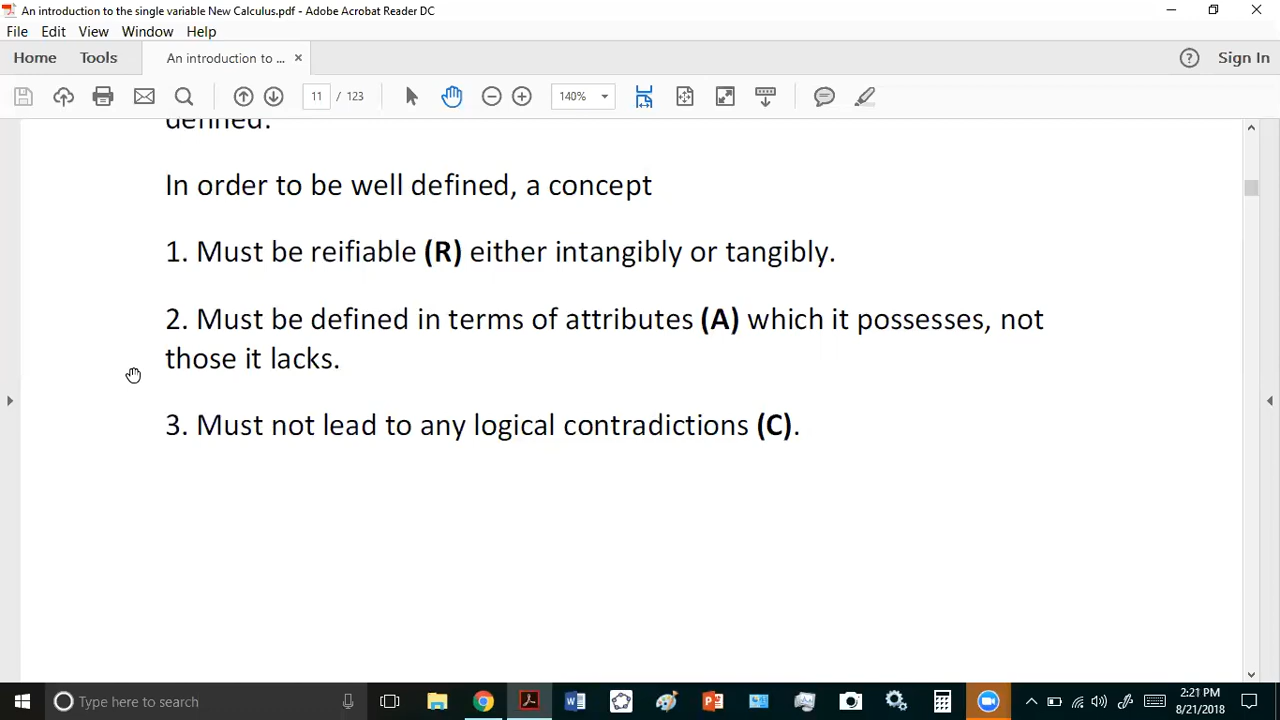 An introduction to the single variable New Calculus.pdf - Adobe Acrobat Reader DC
File Edit View Window Help
Home Tools An introduction to ... × ? Sign In
11 / 123 140%
defined.
In order to be well defined, a concept
1. Must be reifiable (R) either intangibly or tangibly.
2. Must be defined in terms of attributes (A) which it possesses, not
those it lacks.
3. Must not lead to any logical contradictions (C).
Type here to search
2:21 PM
8/21/2018